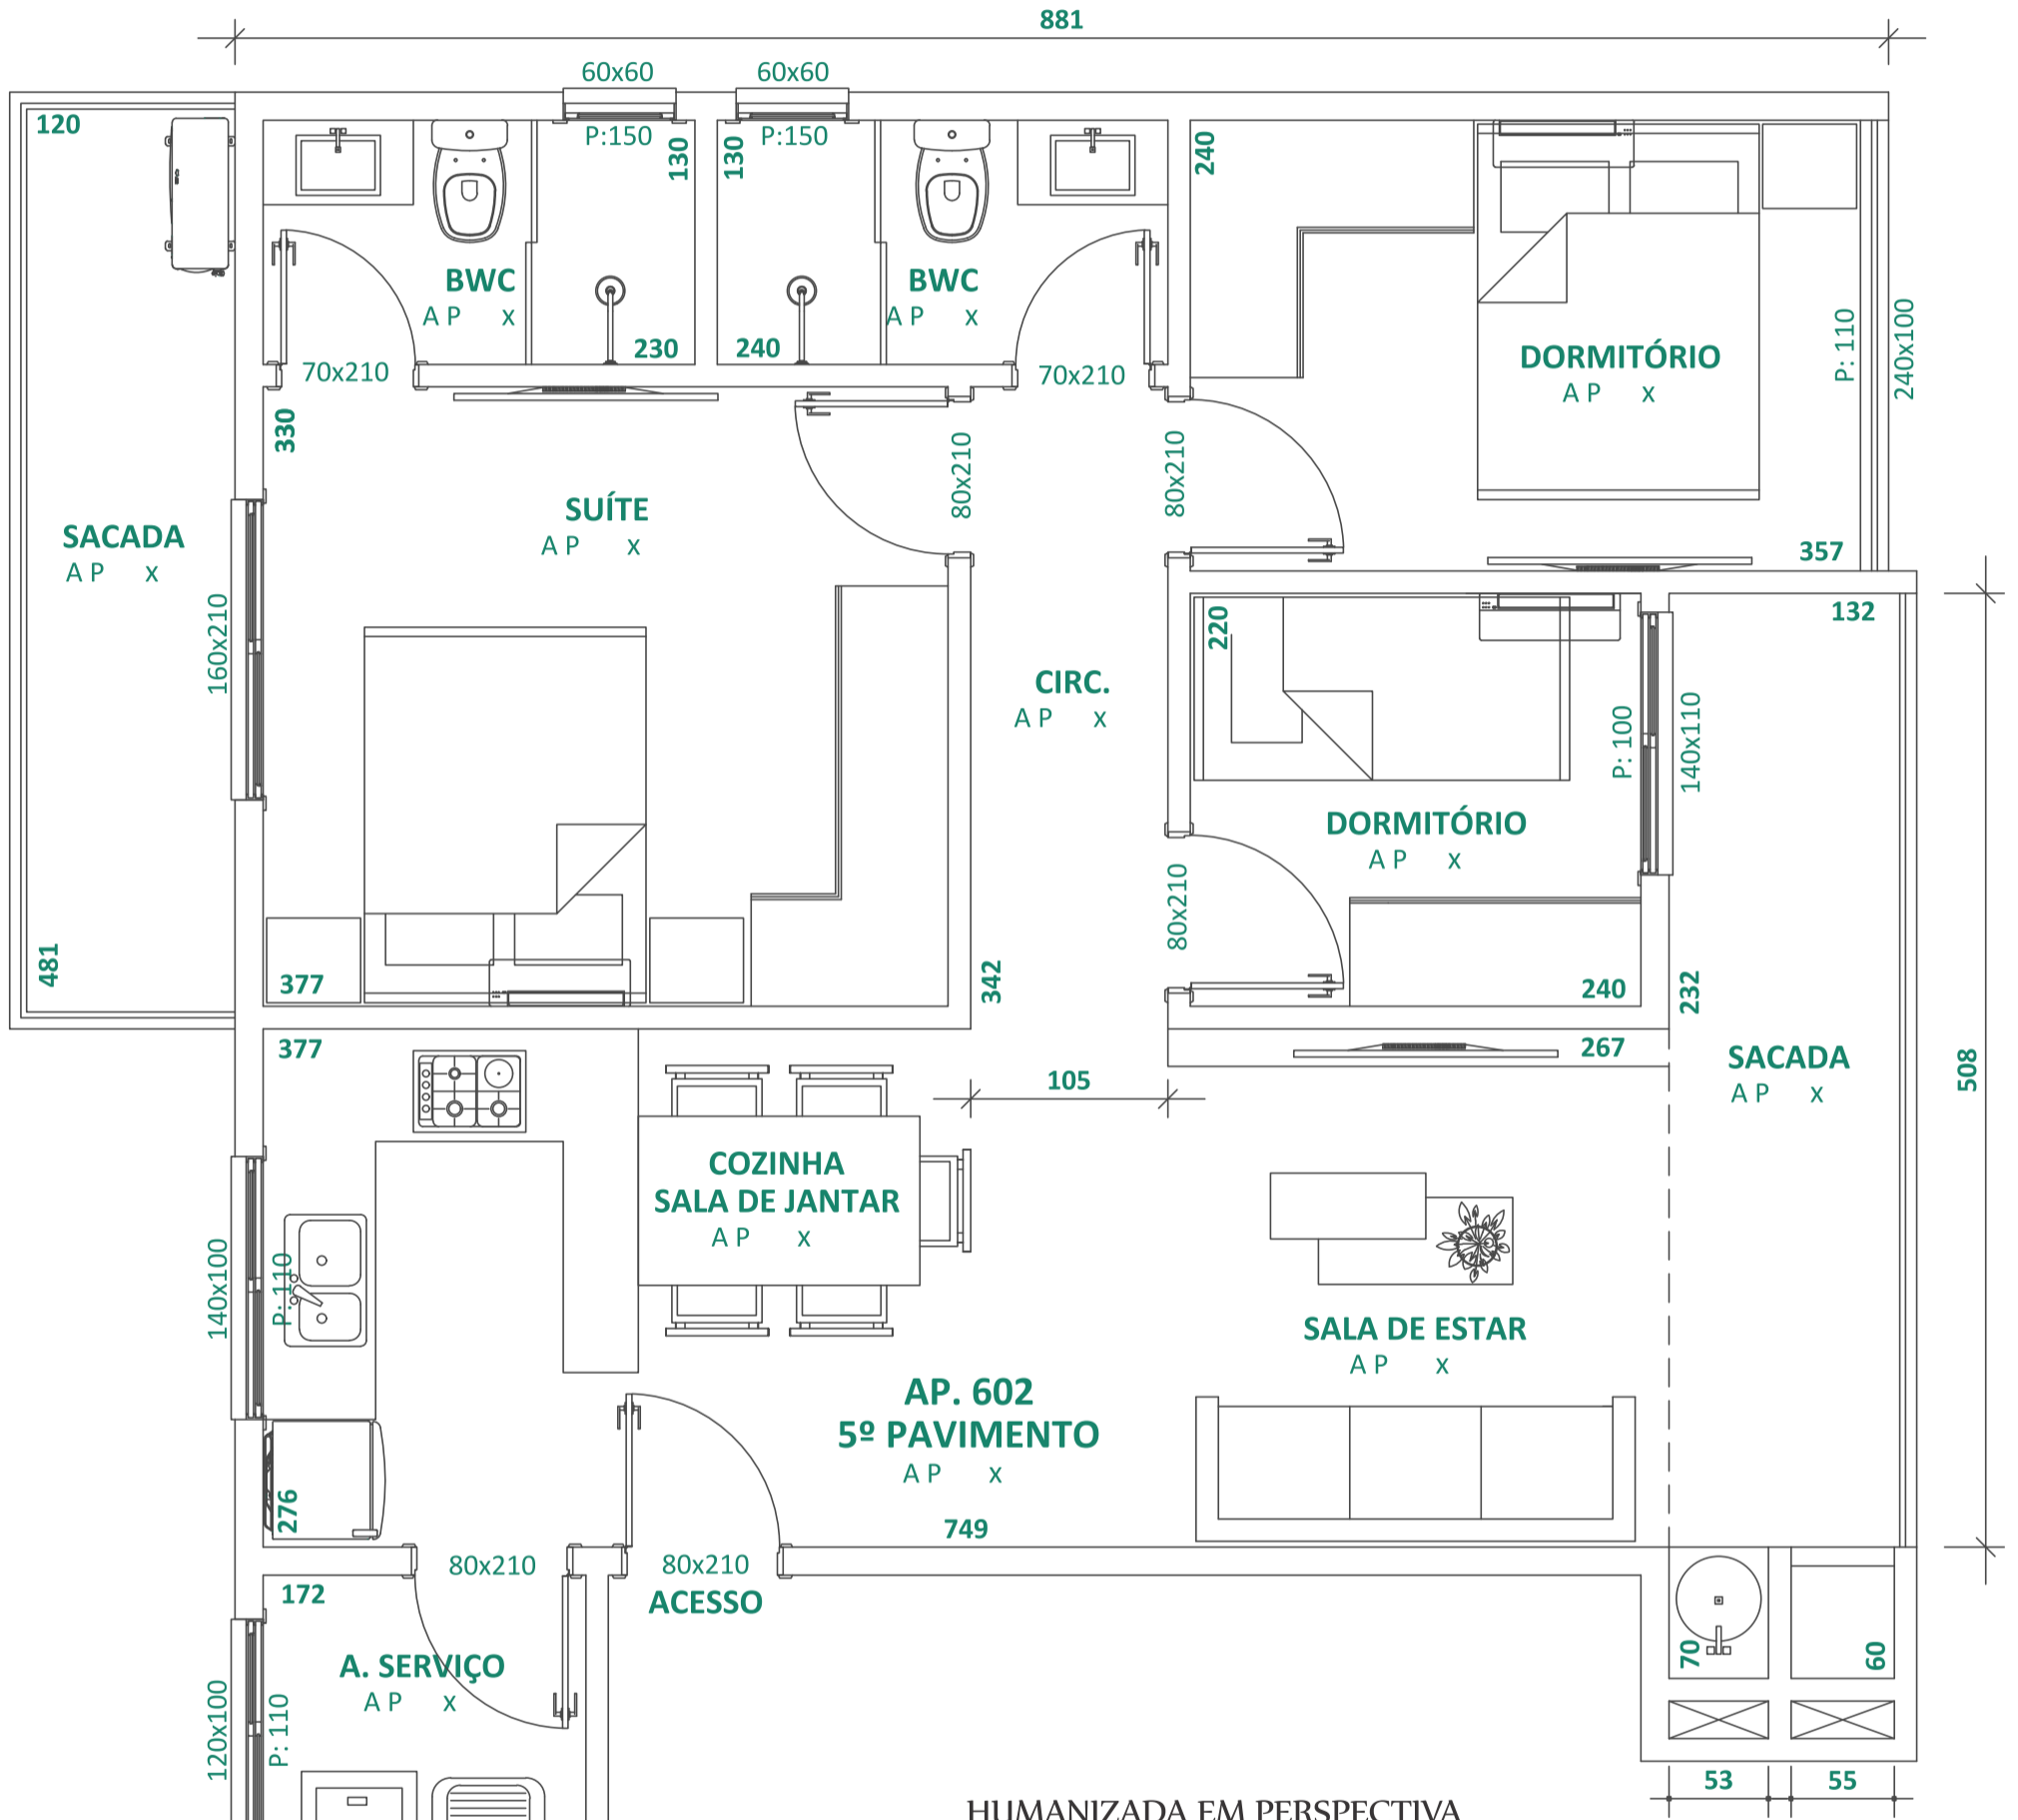 881
60x60
60x60
120
P:150
130
130
P:150
240
BWC
A P x
BWC
A P x
230
240
70x210
70x210
DORMITÓRIO
A P x
P: 110
240x100
330
80x210
80x210
SUÍTE
A P x
SACADA
A P x
357
132
160x210
220
CIRC.
A P x
P: 100
140x110
DORMITÓRIO
A P x
80x210
481
377
342
240
232
377
267
105
SACADA
A P x
508
COZINHA
SALA DE JANTAR
A P x
140x100
P: 110
SALA DE ESTAR
A P x
AP. 602
5º PAVIMENTO
A P x
276
749
80x210
80x210
ACESSO
172
A. SERVIÇO
A P x
70
60
120x100
P: 110
53
55
HUMANIZADA EM PERSPECTIVA